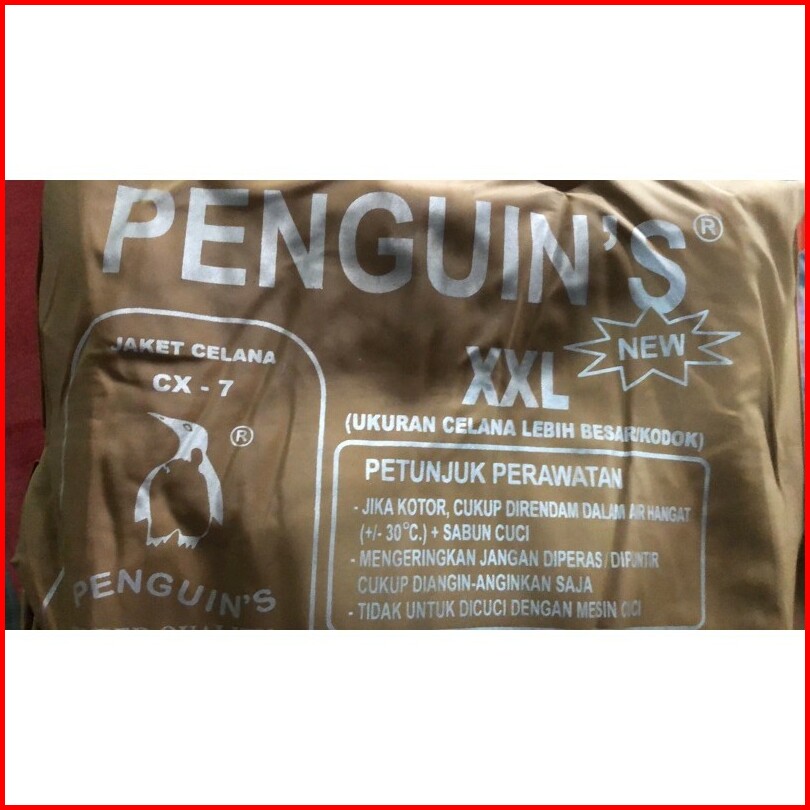 PENGUIN'S ®
NEW
XXL
(UKURAN CELANA LEBIH BESAR/KODOK)
JAKET CELANA
CX - 7
®
PENGUIN'S
PETUNJUK PERAWATAN
- JIKA KOTOR, CUKUP DIRENDAM DALAM AIR HANGAT
(+/- 30°C.) + SABUN CUCI
- MENGERINGKAN JANGAN DIPERAS / DIPUNTIR
CUKUP DIANGIN-ANGINKAN SAJA
- TIDAK UNTUK DICUCI DENGAN MESIN CUCI